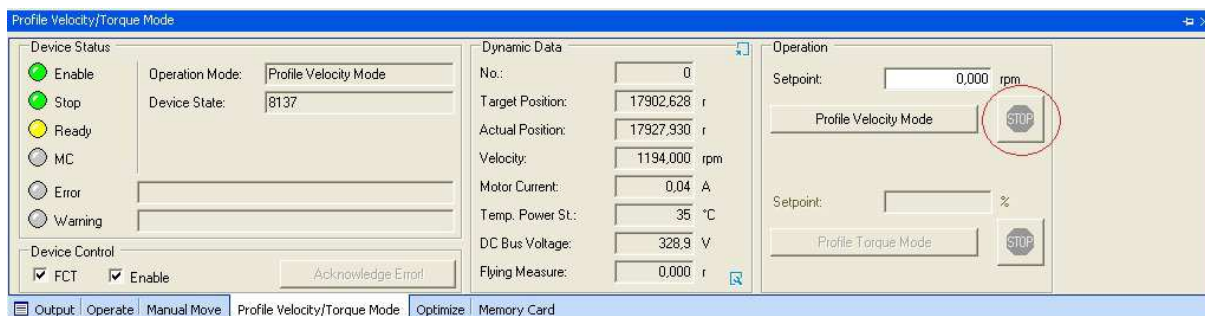 Profile Velocity/Torque Mode
Device Status
Enable
Operation Mode: Profile Velocity Mode
Stop
Device State: 8137
Ready
MC
Error
Warning
Device Control
FCT Enable Acknowledge Error!
Dynamic Data
No.: 0
Target Position: 17902,628 r
Actual Position: 17927,930 r
Velocity: 1194,000 rpm
Motor Current: 0,04 A
Temp. Power St.: 35 °C
DC Bus Voltage: 328,9 V
Flying Measure: 0,000 r
Operation
Setpoint: 0,000 rpm
Profile Velocity Mode STOP
Setpoint: %
Profile Torque Mode STOP
Output Operate Manual Move Profile Velocity/Torque Mode Optimize Memory Card